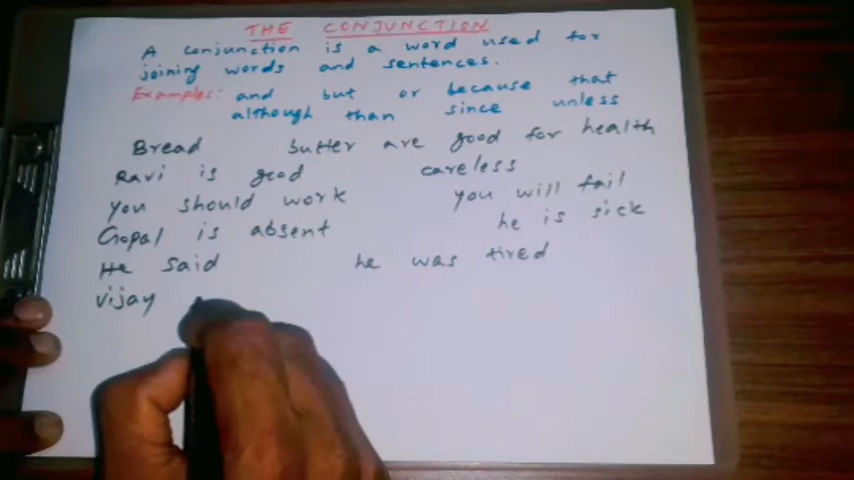 THE CONJUNCTION
A conjunction is a word used for
joining words and sentences.
Examples: and but or because that
although than since unless
Bread butter are good for health
Ravi is good careless
you should work you will fail
Gopal is absent he is sick
He said he was tired
Vijay